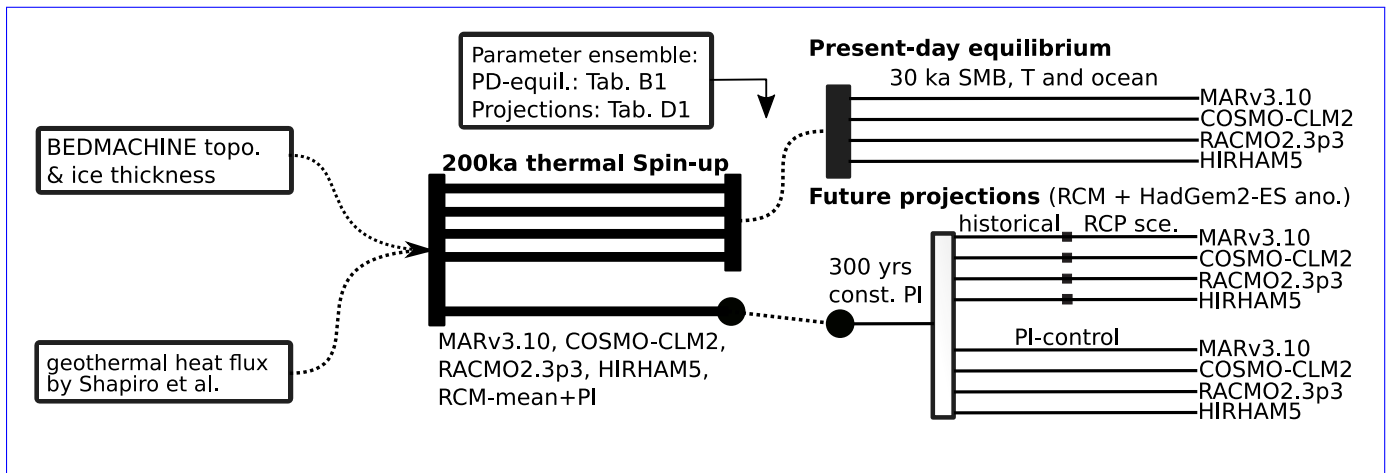 Parameter ensemble:
PD-equil.: Tab. B1
Projections: Tab. D1
BEDMACHINE topo.
& ice thickness
geothermal heat flux
by Shapiro et al.
200ka thermal Spin-up
MARv3.10, COSMO-CLM2,
RACMO2.3p3, HIRHAM5,
RCM-mean+PI
Present-day equilibrium
30 ka SMB, T and ocean
MARv3.10
COSMO-CLM2
RACMO2.3p3
HIRHAM5
Future projections (RCM + HadGem2-ES ano.)
historical RCP sce.
MARv3.10
COSMO-CLM2
RACMO2.3p3
HIRHAM5
300 yrs
const. PI
PI-control
MARv3.10
COSMO-CLM2
RACMO2.3p3
HIRHAM5